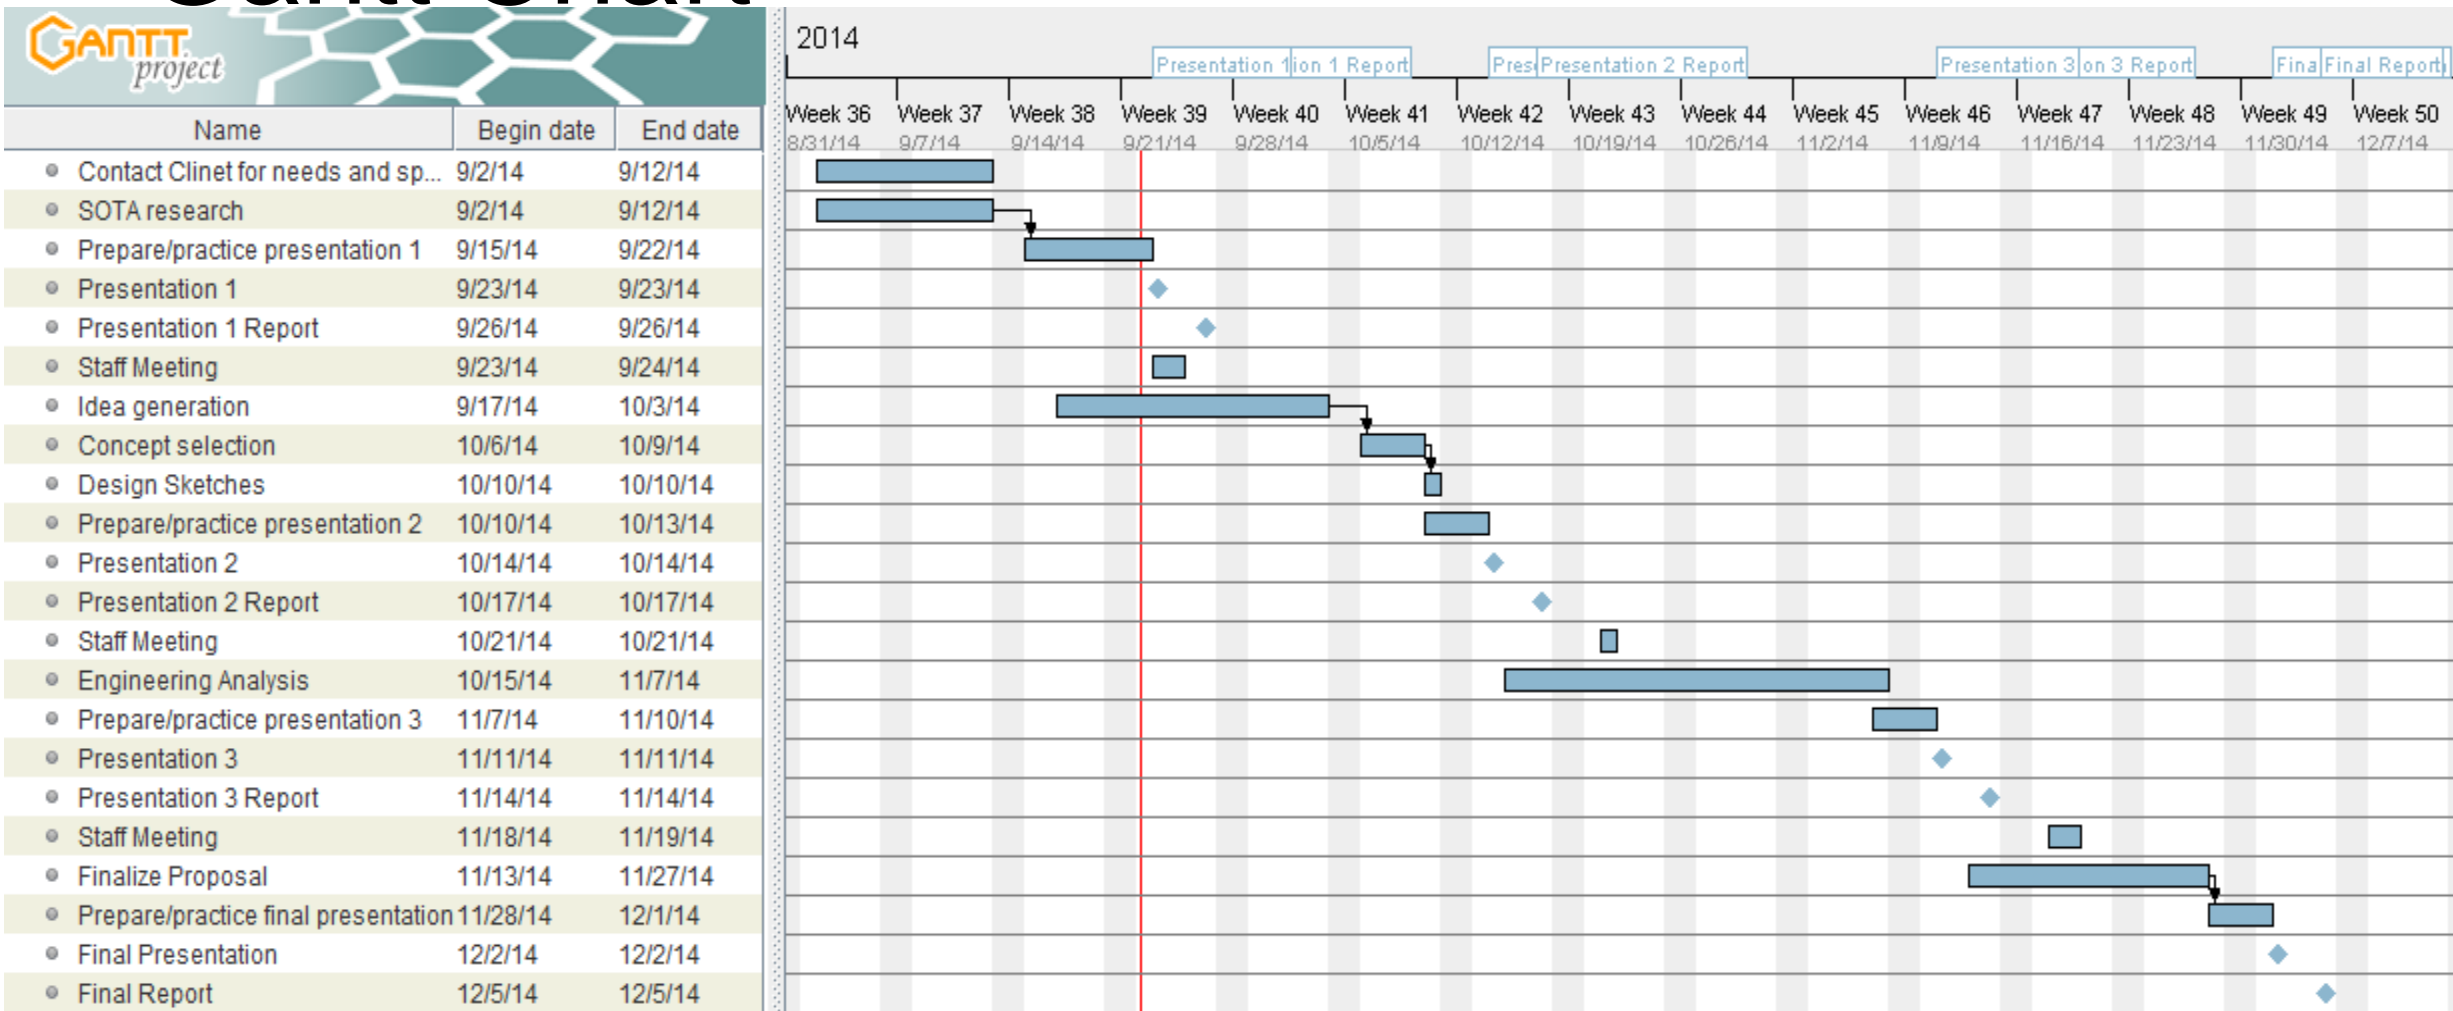 Gantt Chart
GANTT
project
2014
Presentation 1 ion 1 Report Pres Presentation 2 Report Presentation 3 on 3 Report Fina Final Report
Week 36 Week 37 Week 38 Week 39 Week 40 Week 41 Week 42 Week 43 Week 44 Week 45 Week 46 Week 47 Week 48 Week 49 Week 50
Name Begin date End date
8/31/14 9/7/14 9/14/14 9/21/14 9/28/14 10/5/14 10/12/14 10/19/14 10/26/14 11/2/14 11/9/14 11/16/14 11/23/14 11/30/14 12/7/14
Contact Clinet for needs and sp... 9/2/14 9/12/14
SOTA research 9/2/14 9/12/14
Prepare/practice presentation 1 9/15/14 9/22/14
Presentation 1 9/23/14 9/23/14
Presentation 1 Report 9/26/14 9/26/14
Staff Meeting 9/23/14 9/24/14
Idea generation 9/17/14 10/3/14
Concept selection 10/6/14 10/9/14
Design Sketches 10/10/14 10/10/14
Prepare/practice presentation 2 10/10/14 10/13/14
Presentation 2 10/14/14 10/14/14
Presentation 2 Report 10/17/14 10/17/14
Staff Meeting 10/21/14 10/21/14
Engineering Analysis 10/15/14 11/7/14
Prepare/practice presentation 3 11/7/14 11/10/14
Presentation 3 11/11/14 11/11/14
Presentation 3 Report 11/14/14 11/14/14
Staff Meeting 11/18/14 11/19/14
Finalize Proposal 11/13/14 11/27/14
Prepare/practice final presentation 11/28/14 12/1/14
Final Presentation 12/2/14 12/2/14
Final Report 12/5/14 12/5/14